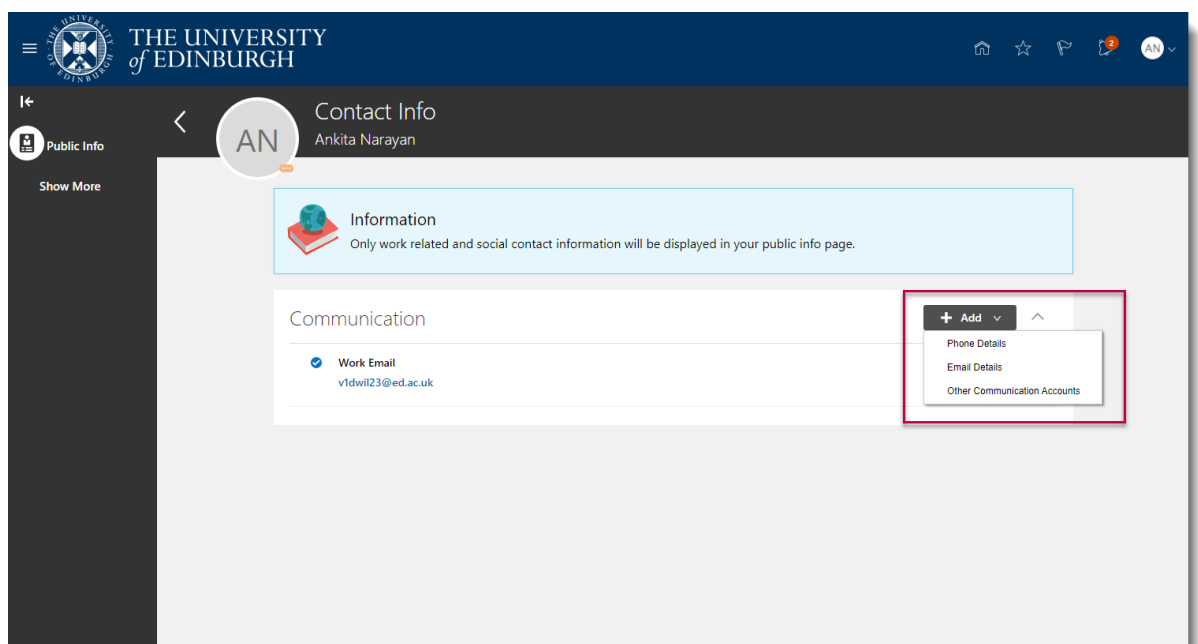 THE UNIVERSITY
of EDINBURGH
2
AN
Public Info
Show More
AN
Contact Info
Ankita Narayan
Information
Only work related and social contact information will be displayed in your public info page.
Communication
+ Add
Phone Details
Email Details
Other Communication Accounts
Work Email
v1dwil23@ed.ac.uk